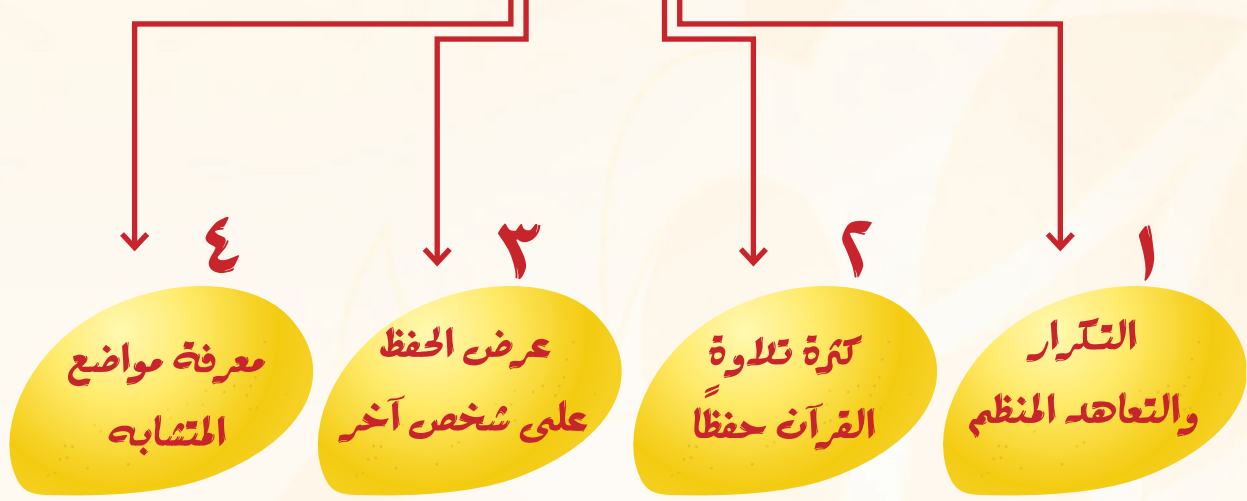 ١
التكرار
والتعاهد المنظم
٢
كثرة تلاوة
القرآن حفظًا
٣
عرض الحفظ
على شخص آخر
٤
معرفة مواضع
المتشابه